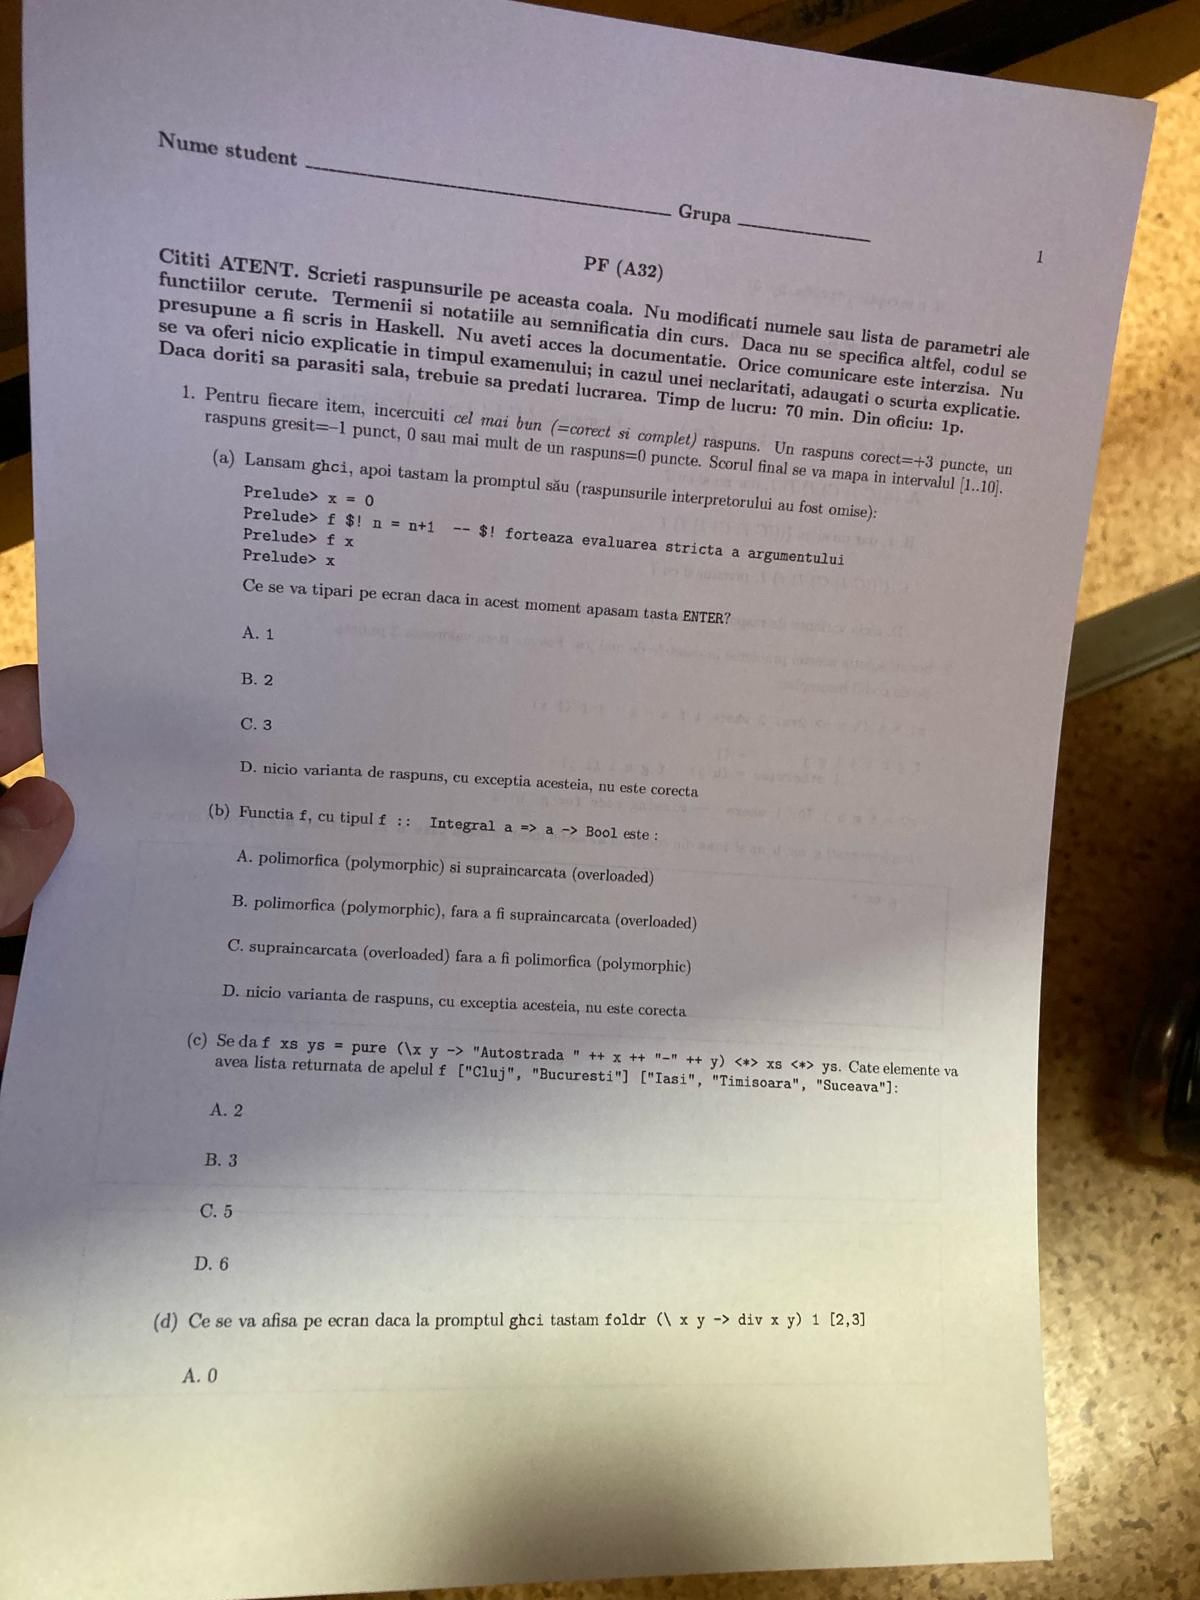 Nume student ____________ Grupa ________
1
PF (A32)
Cititi ATENT. Scrieti raspunsurile pe aceasta coala. Nu modificati numele sau lista de parametri ale
functiilor cerute. Termenii si notatiile au semnificatia din curs. Daca nu se specifica altfel, codul se
presupune a fi scris in Haskell. Nu aveti acces la documentatie. Orice comunicare este interzisa. Nu
se va oferi nicio explicatie in timpul examenului; in cazul unei neclaritati, adaugati o scurta explicatie.
Daca doriti sa parasiti sala, trebuie sa predati lucrarea. Timp de lucru: 70 min. Din oficiu: 1p.
1. Pentru fiecare item, incercuiti cel mai bun (=corect si complet) raspuns. Un raspuns corect=+3 puncte, un
raspuns gresit=-1 punct, 0 sau mai mult de un raspuns=0 puncte. Scorul final se va mapa in intervalul [1..10].
(a) Lansam ghci, apoi tastam la promptul său (raspunsurile interpretorului au fost omise):
Prelude> x = 0
Prelude> f $! n = n+1 -- $! forteaza evaluarea stricta a argumentului
Prelude> f x
Prelude> x
Ce se va tipari pe ecran daca in acest moment apasam tasta ENTER?
A. 1
B. 2
C. 3
D. nicio varianta de raspuns, cu exceptia acesteia, nu este corecta
(b) Functia f, cu tipul f :: Integral a => a -> Bool este :
A. polimorfica (polymorphic) si supraincarcata (overloaded)
B. polimorfica (polymorphic), fara a fi supraincarcata (overloaded)
C. supraincarcata (overloaded) fara a fi polimorfica (polymorphic)
D. nicio varianta de raspuns, cu exceptia acesteia, nu este corecta
(c) Se da f xs ys = pure (\x y -> "Autostrada " ++ x ++ "-" ++ y) <*> xs <*> ys. Cate elemente va
avea lista returnata de apelul f ["Cluj", "Bucuresti"] ["Iasi", "Timisoara", "Suceava"]:
A. 2
B. 3
C. 5
D. 6
(d) Ce se va afisa pe ecran daca la promptul ghci tastam foldr (\ x y -> div x y) 1 [2,3]
A. 0